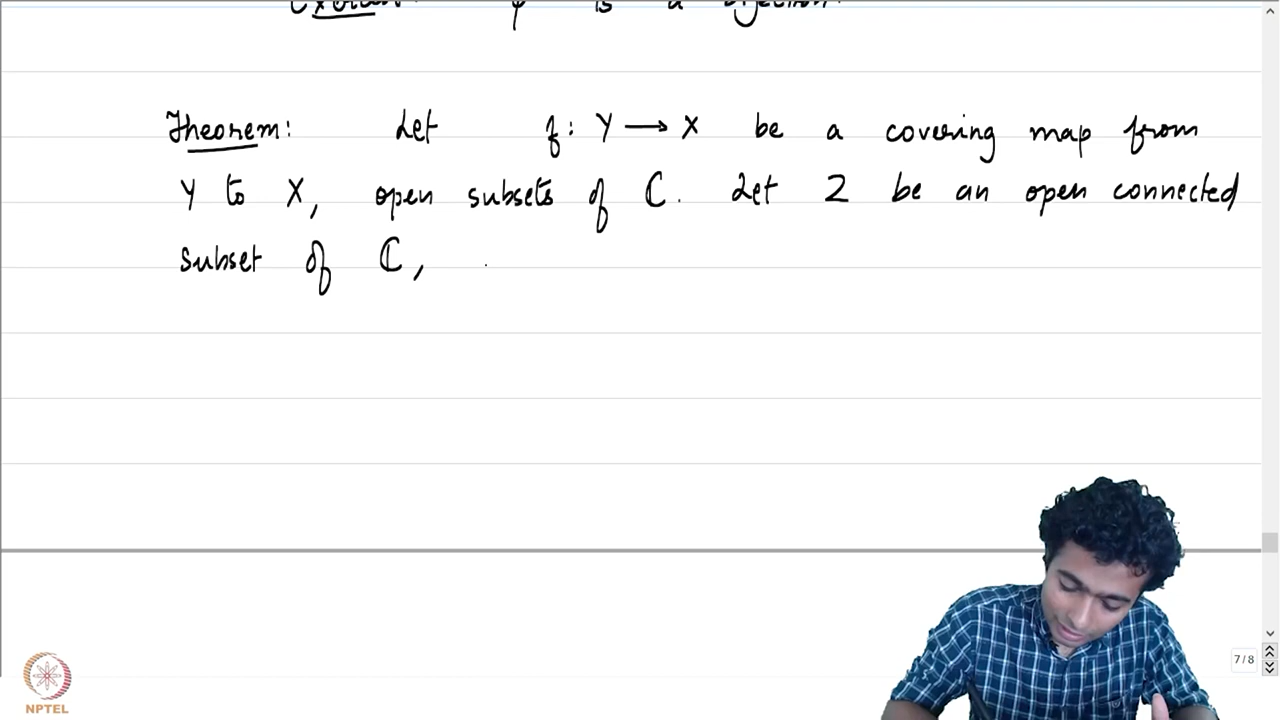 is a
Theorem: Let f: Y → X be a covering map from
Y to X, open subsets of ℂ. Let Z be an open connected
subset of ℂ,
7/8
NPTEL